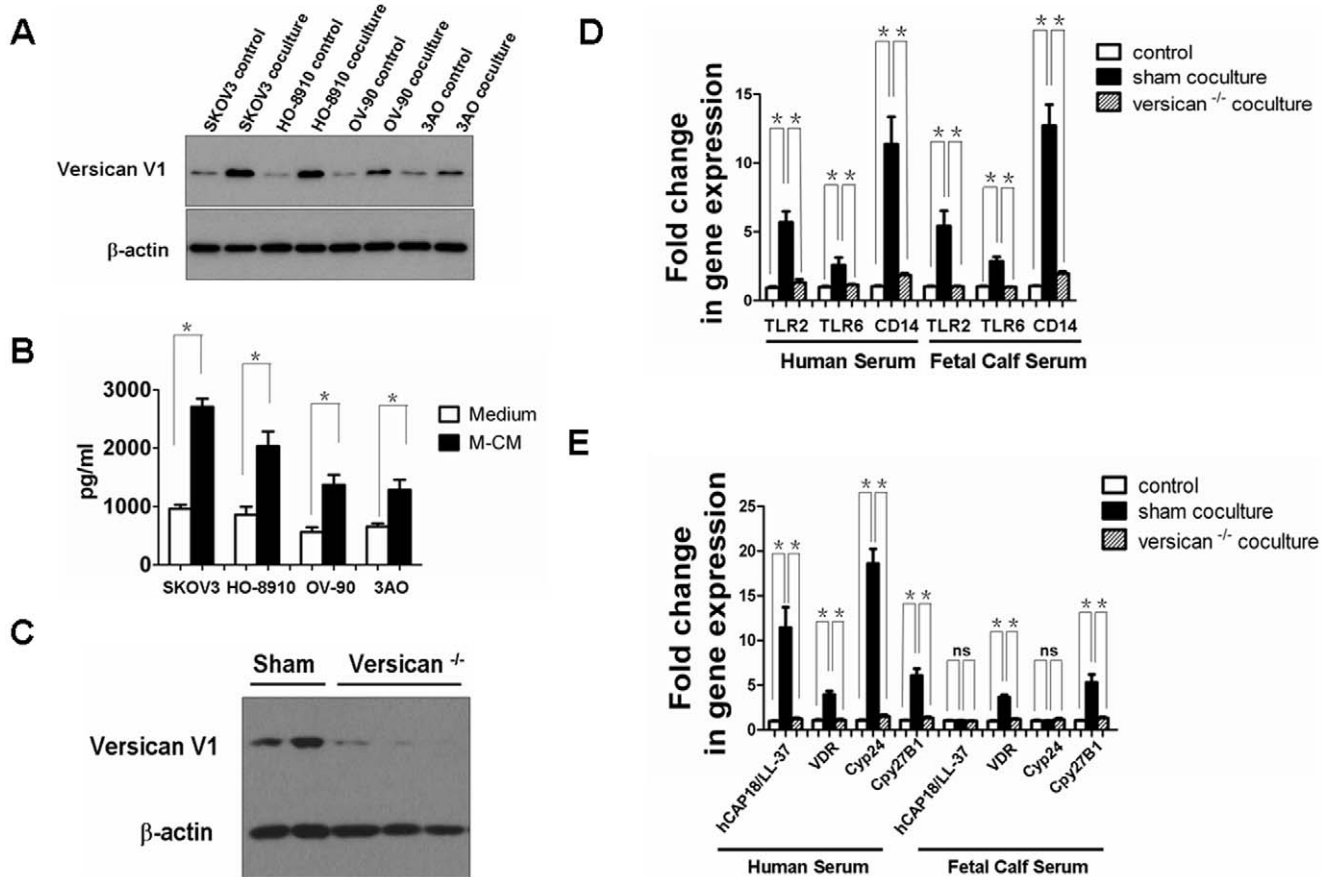 A
SKOV3 control
SKOV3 coculture
HO-8910 control
HO-8910 coculture
OV-90 control
OV-90 coculture
3AO control
3AO coculture
Versican V1
β-actin
B
* * * *
pg/ml
3000
2000
1000
0
SKOV3 HO-8910 OV-90 3AO
Medium
M-CM
C
Sham Versican -/-
Versican V1
β-actin
D
control
sham coculture
versican -/- coculture
Fold change
in gene expression
15
10
5
0
* * * * * * * * * * * *
TLR2 TLR6 CD14 TLR2 TLR6 CD14
Human Serum Fetal Calf Serum
E
control
sham coculture
versican -/- coculture
Fold change
in gene expression
25
20
15
10
5
0
* * * * * * * * ns * * ns * *
hCAP18/LL-37
VDR
Cyp24
Cpy27B1
hCAP18/LL-37
VDR
Cyp24
Cpy27B1
Human Serum Fetal Calf Serum